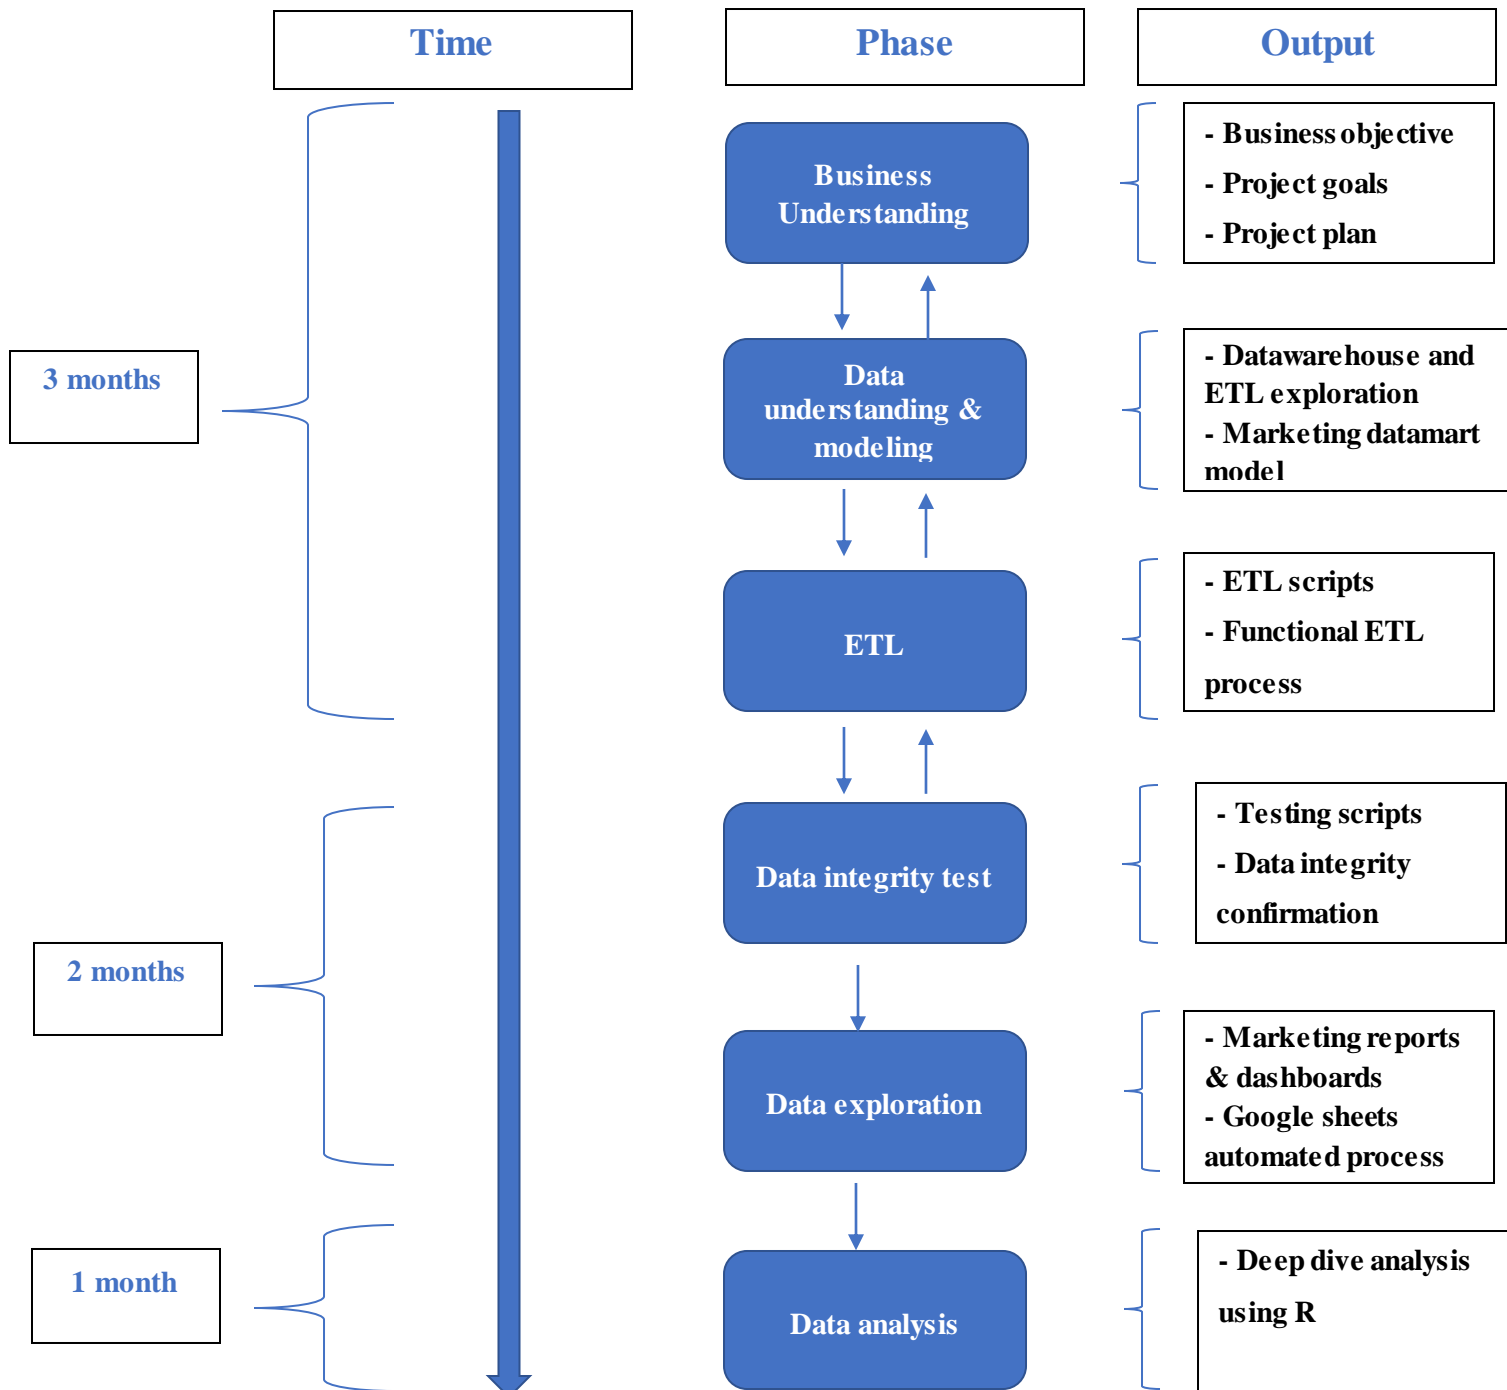 Time
Phase
Output
3 months
Business
Understanding
- Business objective
- Project goals
- Project plan
Data
understanding &
modeling
- Datawarehouse and
ETL exploration
- Marketing datamart
model
ETL
- ETL scripts
- Functional ETL
process
2 months
Data integrity test
- Testing scripts
- Data integrity
confirmation
Data exploration
- Marketing reports
& dashboards
- Google sheets
automated process
1 month
Data analysis
- Deep dive analysis
using R